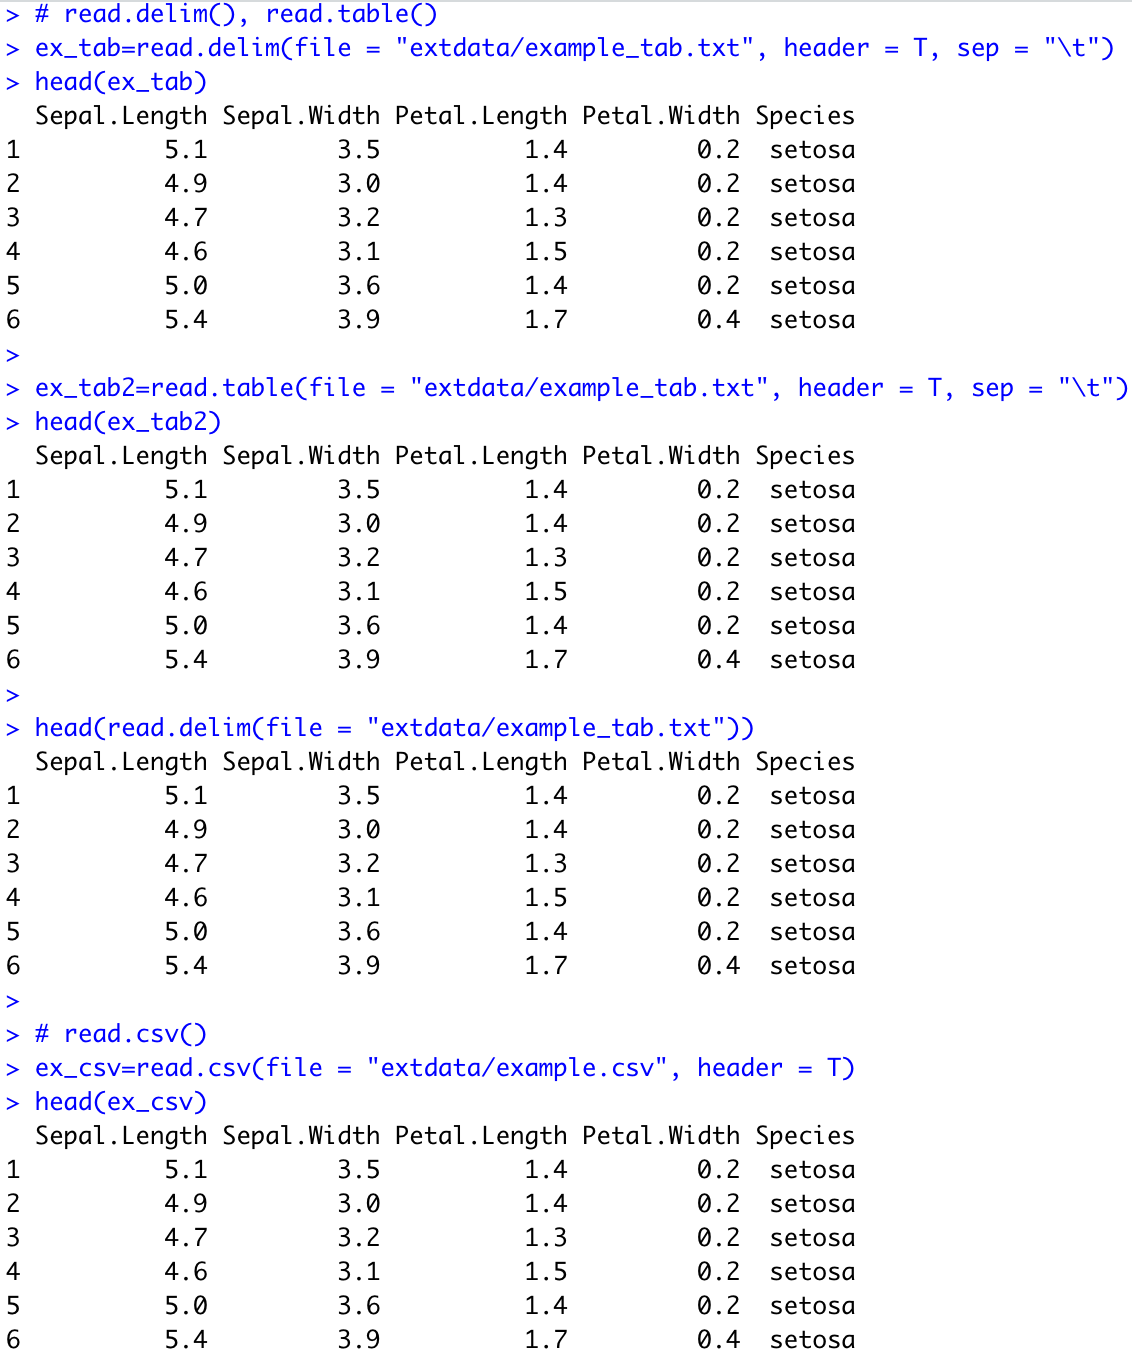 > # read.delim(), read.table()
> ex_tab=read.delim(file = "extdata/example_tab.txt", header = T, sep = "\t")
> head(ex_tab)
  Sepal.Length Sepal.Width Petal.Length Petal.Width Species
1          5.1         3.5          1.4         0.2  setosa
2          4.9         3.0          1.4         0.2  setosa
3          4.7         3.2          1.3         0.2  setosa
4          4.6         3.1          1.5         0.2  setosa
5          5.0         3.6          1.4         0.2  setosa
6          5.4         3.9          1.7         0.4  setosa
>
> ex_tab2=read.table(file = "extdata/example_tab.txt", header = T, sep = "\t")
> head(ex_tab2)
  Sepal.Length Sepal.Width Petal.Length Petal.Width Species
1          5.1         3.5          1.4         0.2  setosa
2          4.9         3.0          1.4         0.2  setosa
3          4.7         3.2          1.3         0.2  setosa
4          4.6         3.1          1.5         0.2  setosa
5          5.0         3.6          1.4         0.2  setosa
6          5.4         3.9          1.7         0.4  setosa
>
> head(read.delim(file = "extdata/example_tab.txt"))
  Sepal.Length Sepal.Width Petal.Length Petal.Width Species
1          5.1         3.5          1.4         0.2  setosa
2          4.9         3.0          1.4         0.2  setosa
3          4.7         3.2          1.3         0.2  setosa
4          4.6         3.1          1.5         0.2  setosa
5          5.0         3.6          1.4         0.2  setosa
6          5.4         3.9          1.7         0.4  setosa
>
> # read.csv()
> ex_csv=read.csv(file = "extdata/example.csv", header = T)
> head(ex_csv)
  Sepal.Length Sepal.Width Petal.Length Petal.Width Species
1          5.1         3.5          1.4         0.2  setosa
2          4.9         3.0          1.4         0.2  setosa
3          4.7         3.2          1.3         0.2  setosa
4          4.6         3.1          1.5         0.2  setosa
5          5.0         3.6          1.4         0.2  setosa
6          5.4         3.9          1.7         0.4  setosa